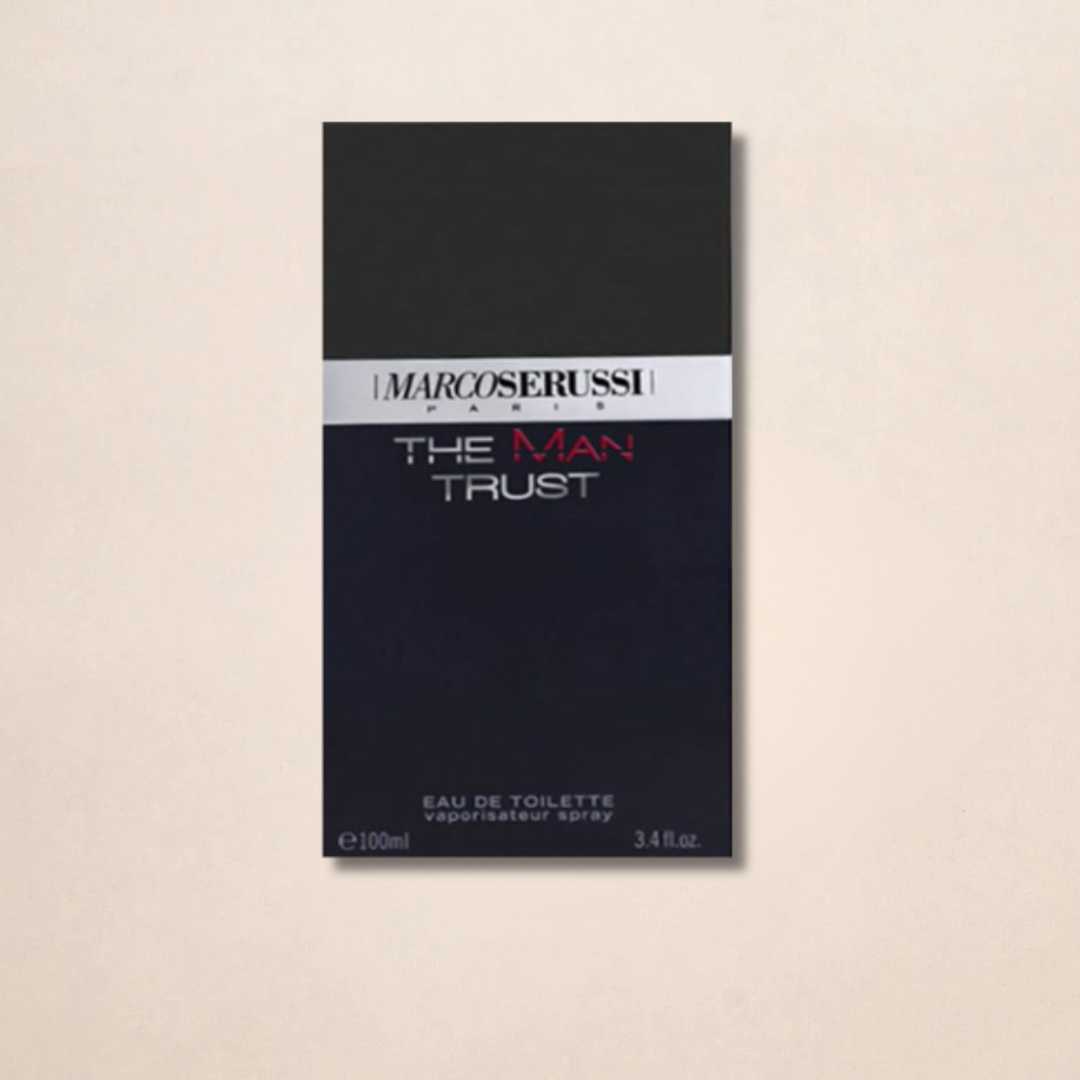 |MARCOSERUSSI|
PARIS
THE MAN
TRUST
EAU DE TOILETTE
vaporisateur spray
℮100ml 3.4 fl.oz.